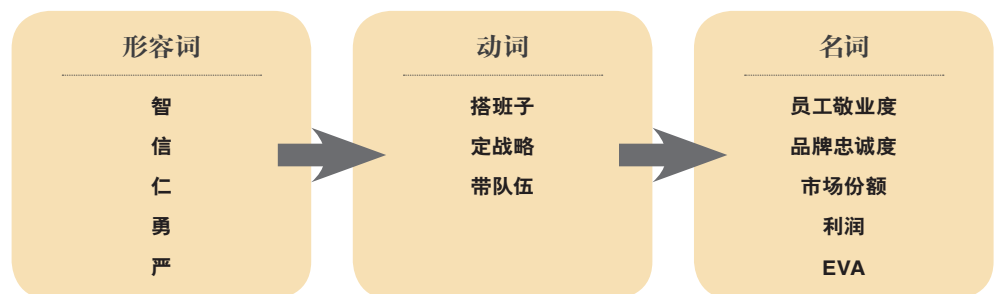 形容词
智
信
仁
勇
严
动词
搭班子
定战略
带队伍
名词
员工敬业度
品牌忠诚度
市场份额
利润
EVA